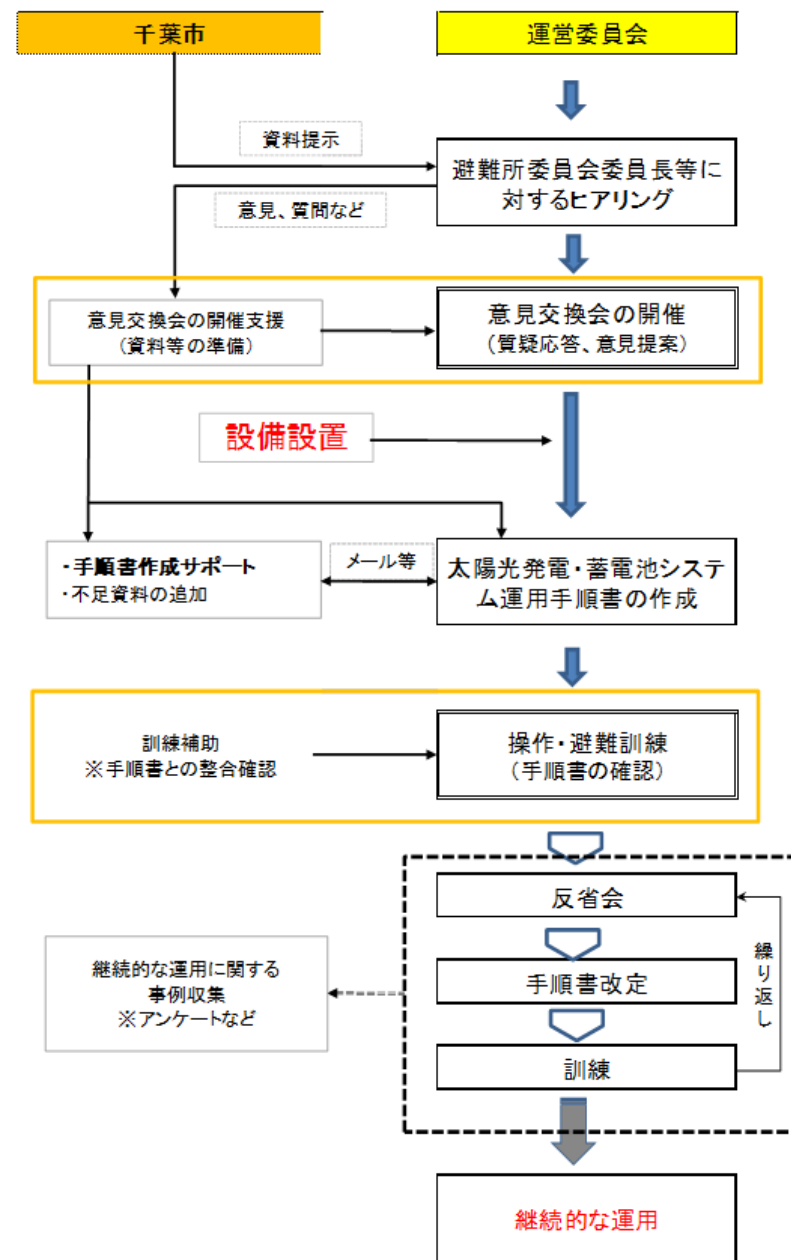 千葉市
運営委員会
資料提示
避難所委員会委員長等に
対するヒアリング
意見、質問など
意見交換会の開催支援
(資料等の準備)
意見交換会の開催
(質疑応答、意見提案)
設備設置
・手順書作成サポート
・不足資料の追加
メール等
太陽光発電・蓄電池システ
ム運用手順書の作成
訓練補助
※手順書との整合確認
操作・避難訓練
(手順書の確認)
反省会
繰り返し
手順書改定
継続的な運用に関する
事例収集
※アンケートなど
訓練
継続的な運用